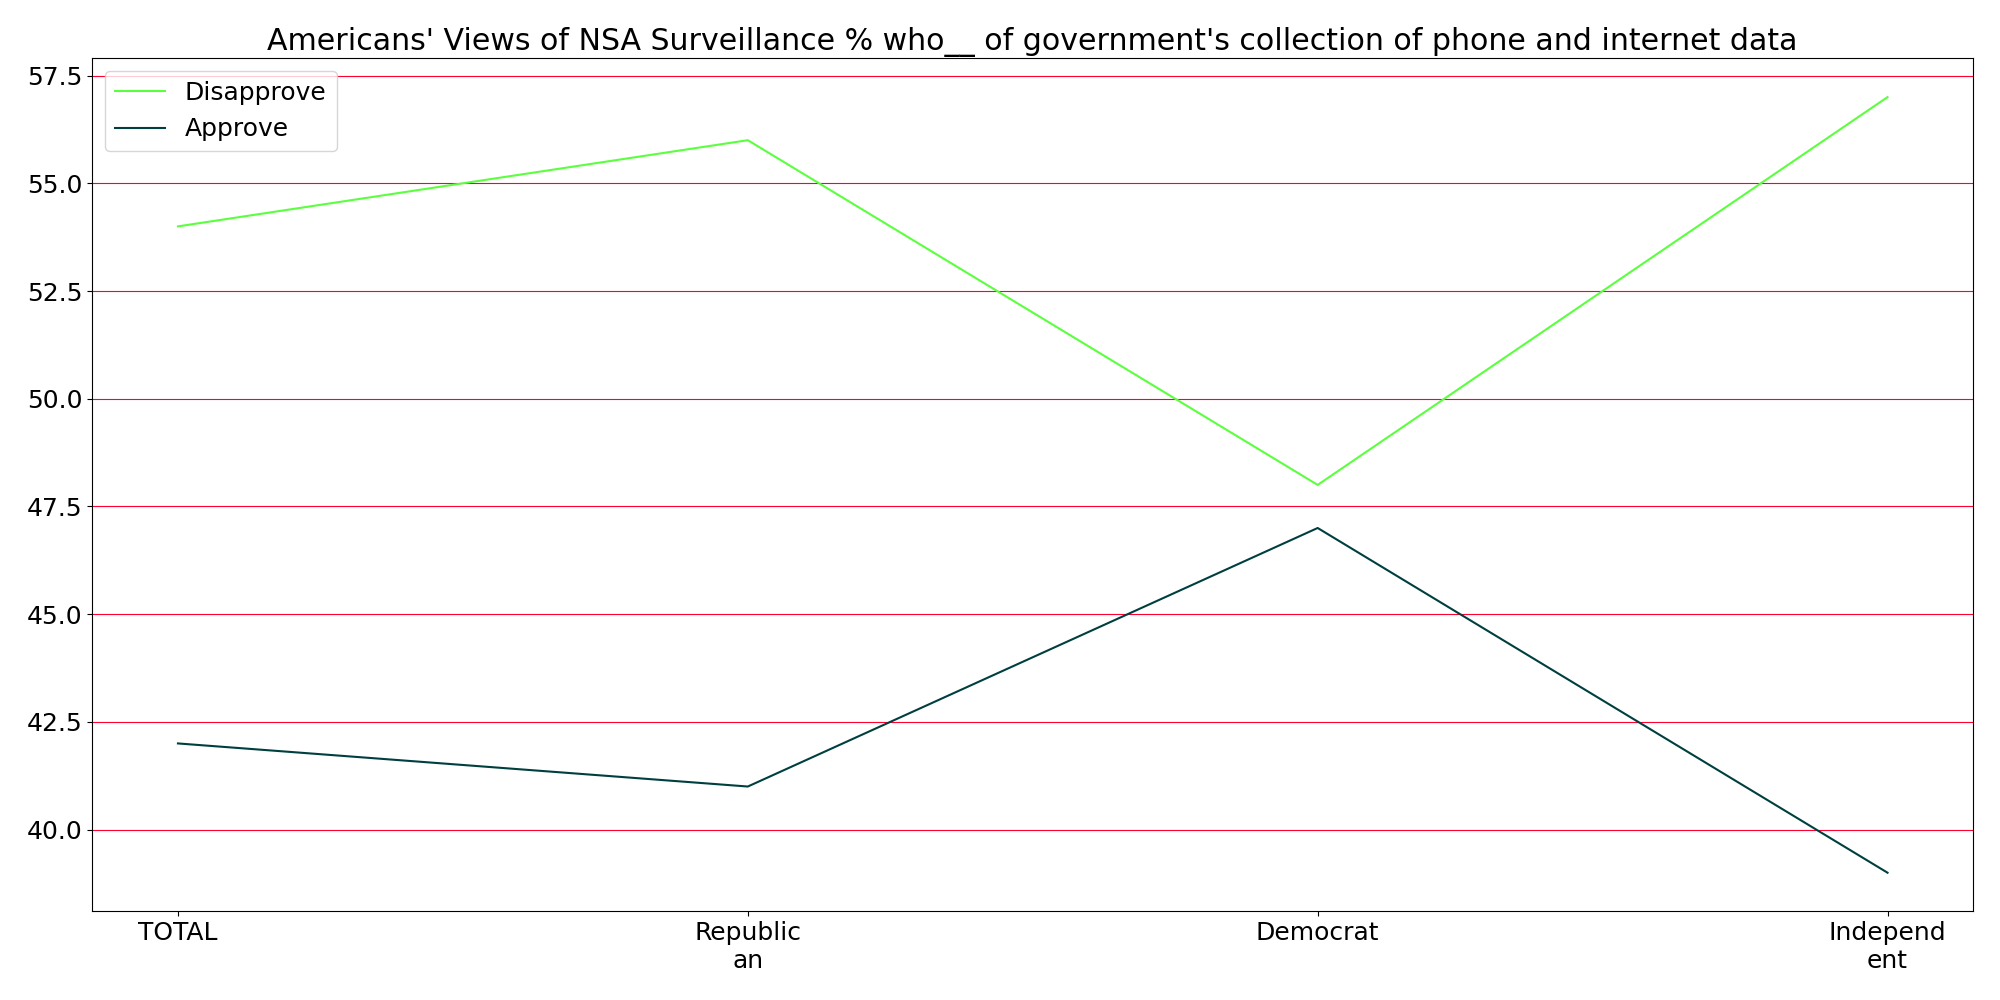 Americans' Views of NSA Surveillance % who__ of government's collection of phone and internet data
Disapprove
Approve
57.5
55.0
52.5
50.0
47.5
45.0
42.5
40.0
TOTAL
Republic
an
Democrat
Independ
ent